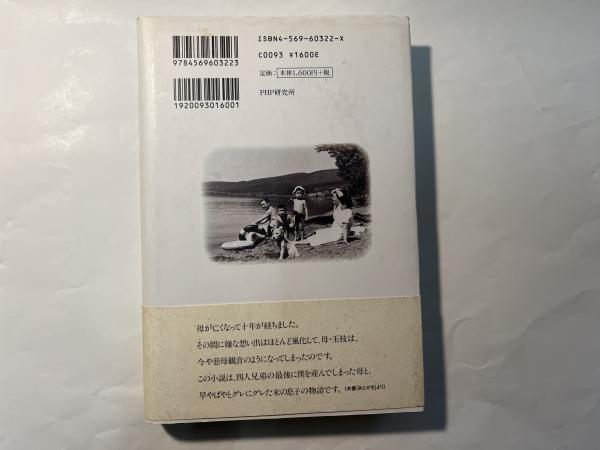 ISBN4-569-60322-X
C0093 ¥1600E
定価：本体1,600円+税
PHP研究所
9784569603223
1920093016001
母が亡くなって十年が経ちました。
その間に嫌な想い出はほとんど風化して、母・玉枝は、
今や慈母観音のようになってしまったのです。
この小説は、四人兄弟の最後に僕を産んでしまった母と、
早やばやとグレにグレた末の息子の物語です。（本書「あとがき」より）